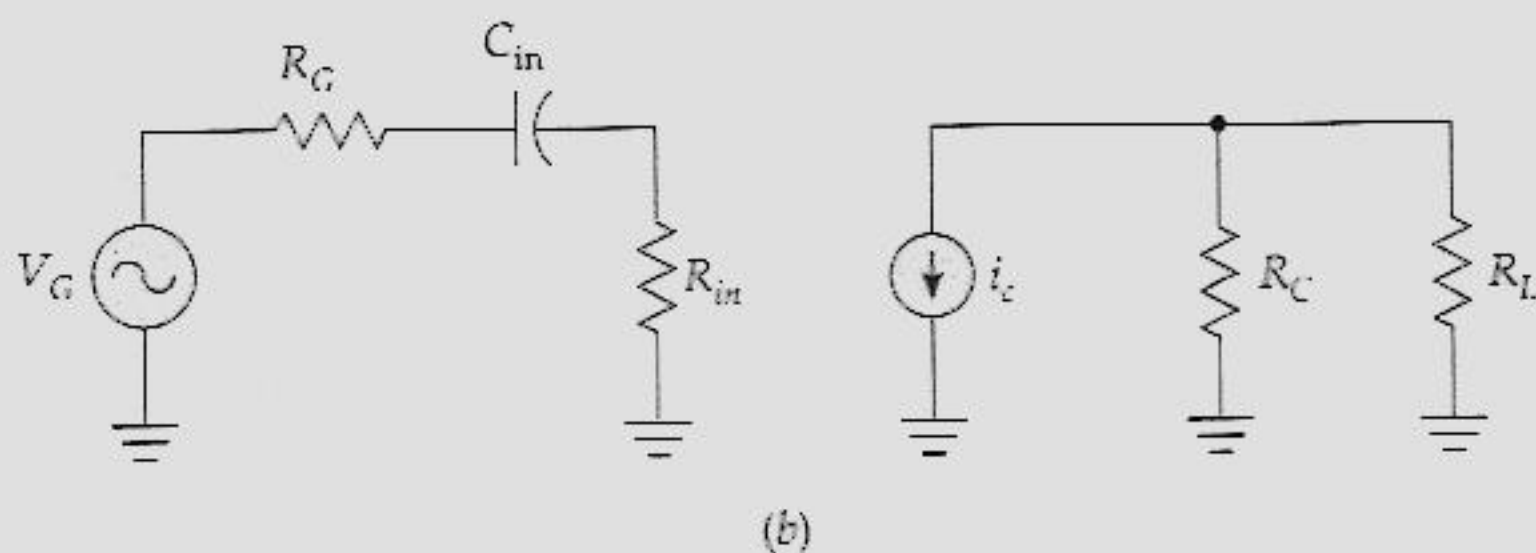 C_in
R_G
V_G
R_in
i_c
R_C
R_L
(b)